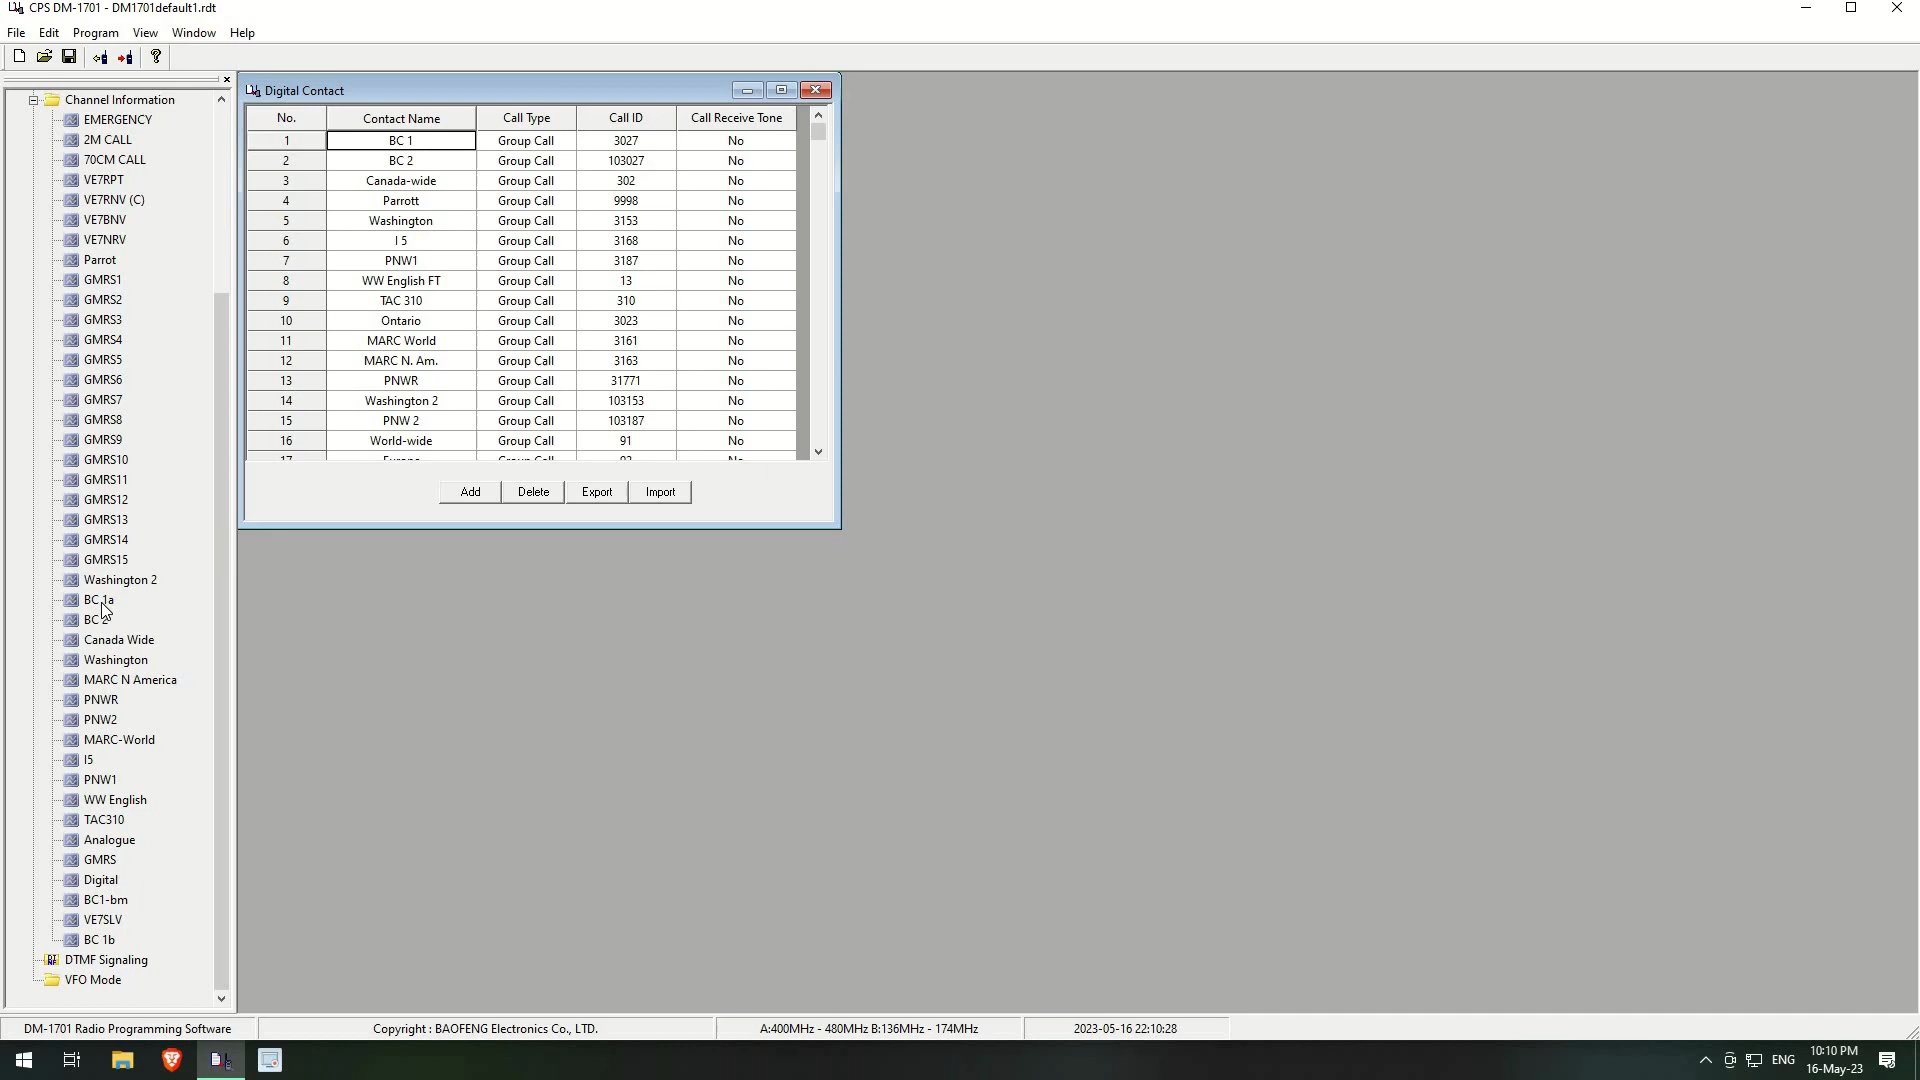 CPS DM-1701 - DM1701default1.rdt
File Edit Program View Window Help
Channel Information
EMERGENCY
2M CALL
70CM CALL
VE7RPT
VE7RNV (C)
VE7BNV
VE7NRV
Parrot
GMRS1
GMRS2
GMRS3
GMRS4
GMRS5
GMRS6
GMRS7
GMRS8
GMRS9
GMRS10
GMRS11
GMRS12
GMRS13
GMRS14
GMRS15
Washington 2
BC 1a
BC 2
Canada Wide
Washington
MARC N America
PNWR
PNW2
MARC-World
I5
PNW1
WW English
TAC310
Analogue
GMRS
Digital
BC1-bm
VE7SLV
BC 1b
DTMF Signaling
VFO Mode
Digital Contact
No. Contact Name Call Type Call ID Call Receive Tone
1 BC 1 Group Call 3027 No
2 BC 2 Group Call 103027 No
3 Canada-wide Group Call 302 No
4 Parrott Group Call 9998 No
5 Washington Group Call 3153 No
6 I 5 Group Call 3168 No
7 PNW1 Group Call 3187 No
8 WW English FT Group Call 13 No
9 TAC 310 Group Call 310 No
10 Ontario Group Call 3023 No
11 MARC World Group Call 3161 No
12 MARC N. Am. Group Call 3163 No
13 PNWR Group Call 31771 No
14 Washington 2 Group Call 103153 No
15 PNW 2 Group Call 103187 No
16 World-wide Group Call 91 No
17 Europe Group Call 92 No
Add Delete Export Import
DM-1701 Radio Programming Software Copyright : BAOFENG Electronics Co., LTD. A:400MHz - 480MHz B:136MHz - 174MHz 2023-05-16 22:10:28
ENG 10:10 PM
16-May-23